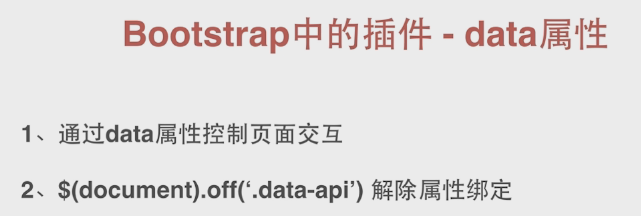 Bootstrap中的插件 - data属性
1、通过data属性控制页面交互
2、$(document).off(‘.data-api’) 解除属性绑定